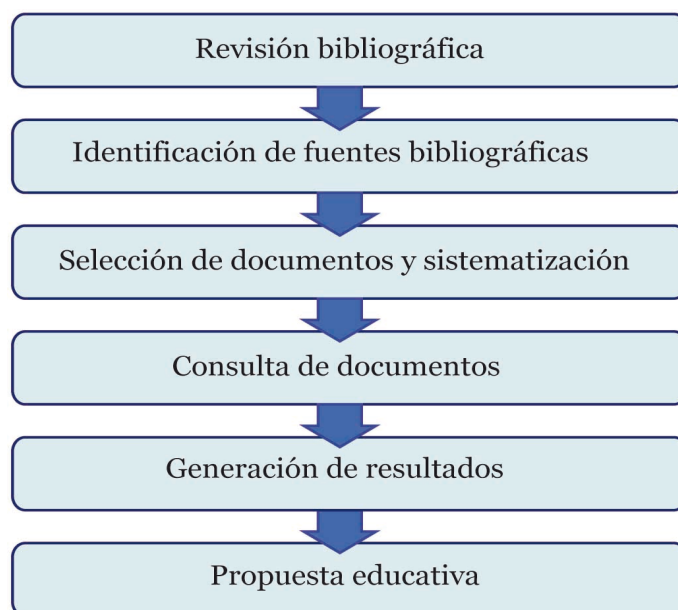 Revisión bibliográfica
Identificación de fuentes bibliográficas
Selección de documentos y sistematización
Consulta de documentos
Generación de resultados
Propuesta educativa